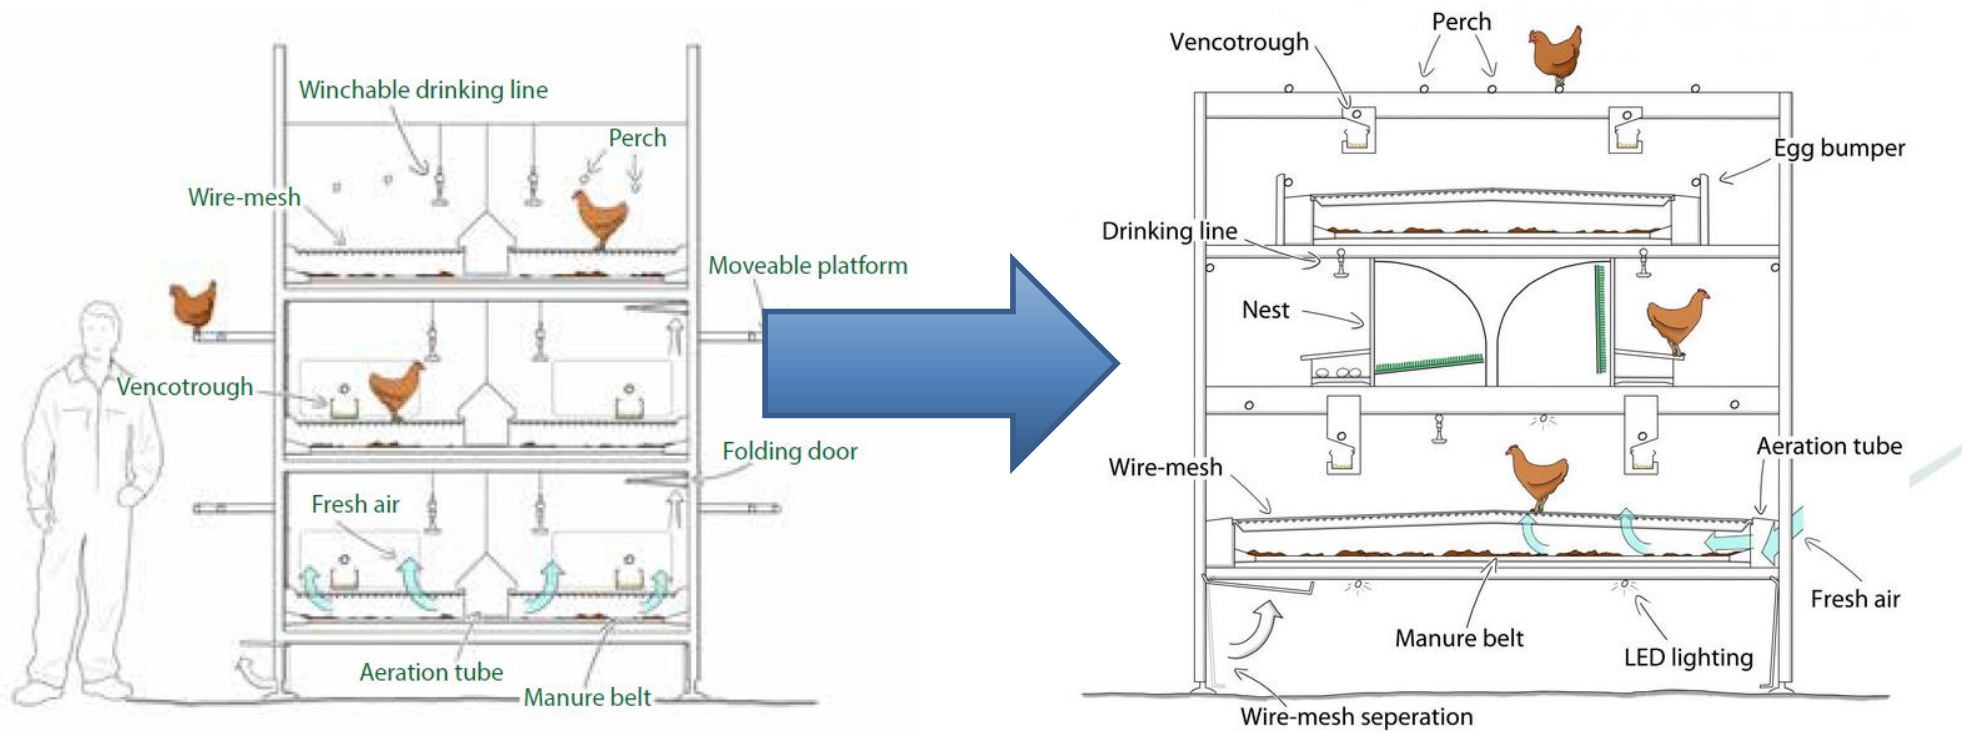 Winchable drinking line
Perch
Wire-mesh
Moveable platform
Vencotrough
Folding door
Fresh air
Aeration tube
Manure belt
Perch
Vencotrough
Egg bumper
Drinking line
Nest
Aeration tube
Wire-mesh
Fresh air
Manure belt
LED lighting
Wire-mesh seperation